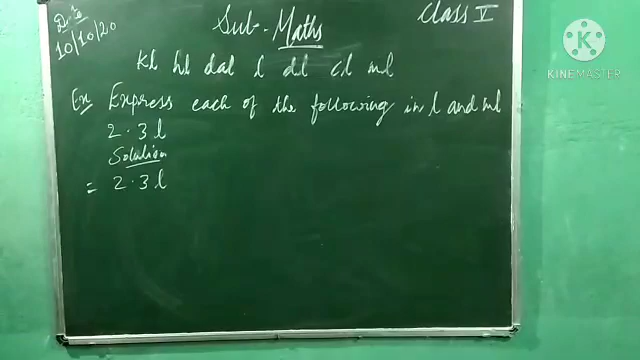 D.to
10/10/20
Sub- Maths
Class V
Kl hl dal l dl cl ml
Ex Express each of the following in l and ml
2.3 l
Solution
= 2.3 l
KINEMASTER